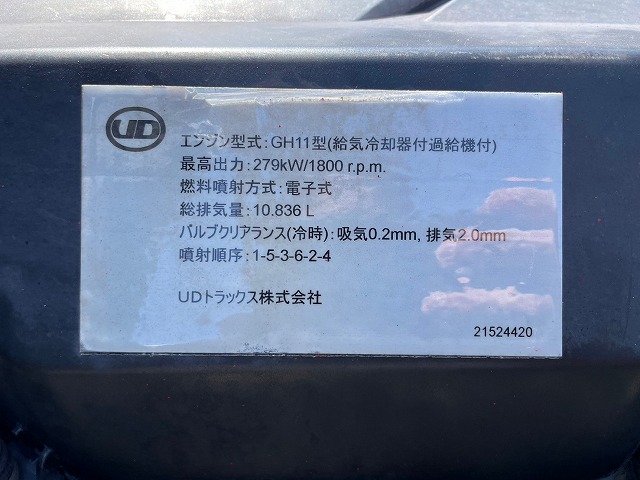 UD
エンジン型式:GH11型(給気冷却器付過給機付)
最高出力:279kW/1800 r.p.m.
燃料噴射方式:電子式
総排気量:10.836 L
バルブクリアランス(冷時):吸気0.2mm, 排気2.0mm
噴射順序:1-5-3-6-2-4
UDトラックス株式会社
21524420